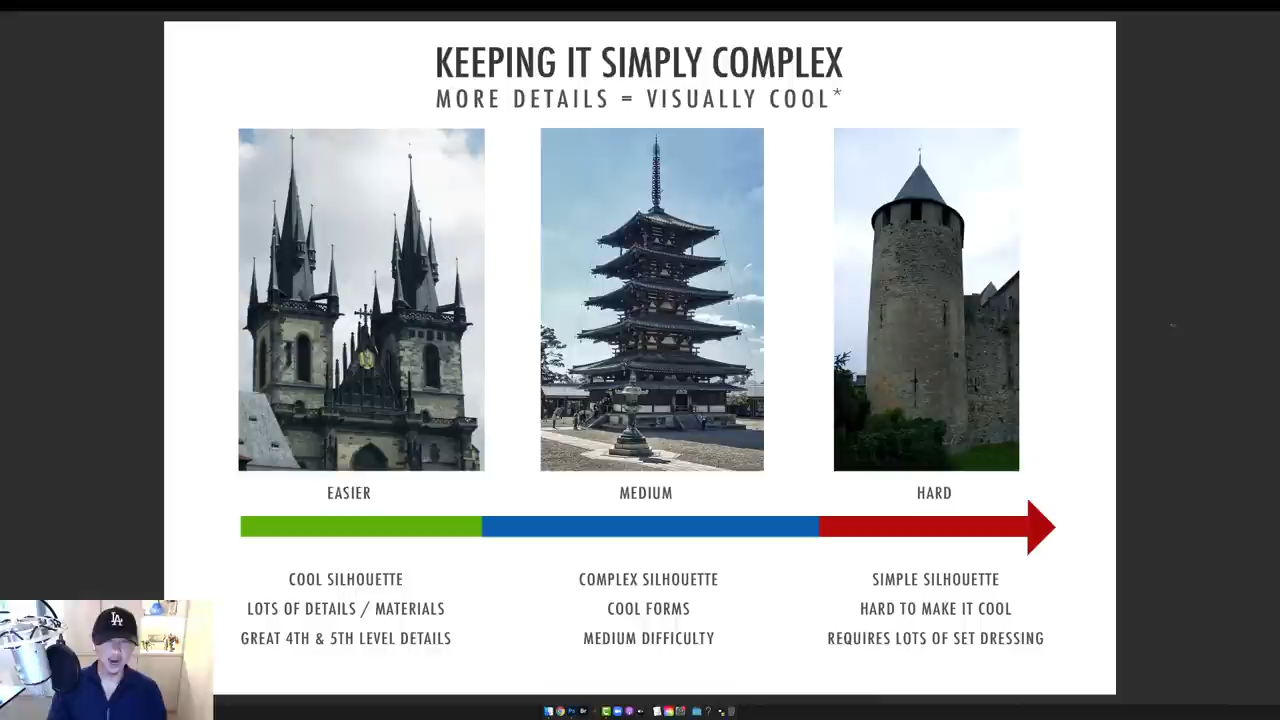 KEEPING IT SIMPLY COMPLEX
MORE DETAILS = VISUALLY COOL*
EASIER
MEDIUM
HARD
COOL SILHOUETTE
LOTS OF DETAILS / MATERIALS
GREAT 4TH & 5TH LEVEL DETAILS
COMPLEX SILHOUETTE
COOL FORMS
MEDIUM DIFFICULTY
SIMPLE SILHOUETTE
HARD TO MAKE IT COOL
REQUIRES LOTS OF SET DRESSING
LA